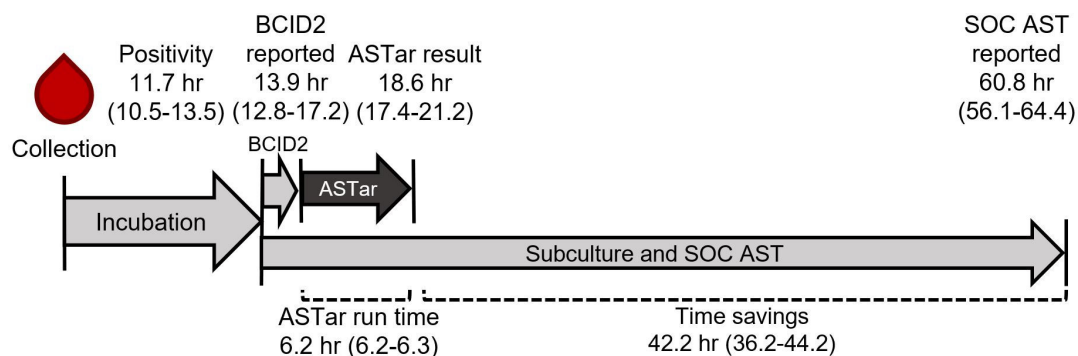 Collection
Positivity
11.7 hr
(10.5-13.5)
BCID2
reported
13.9 hr
(12.8-17.2)
ASTar result
18.6 hr
(17.4-21.2)
SOC AST
reported
60.8 hr
(56.1-64.4)
BCID2
ASTar
Incubation
Subculture and SOC AST
ASTar run time
6.2 hr (6.2-6.3)
Time savings
42.2 hr (36.2-44.2)